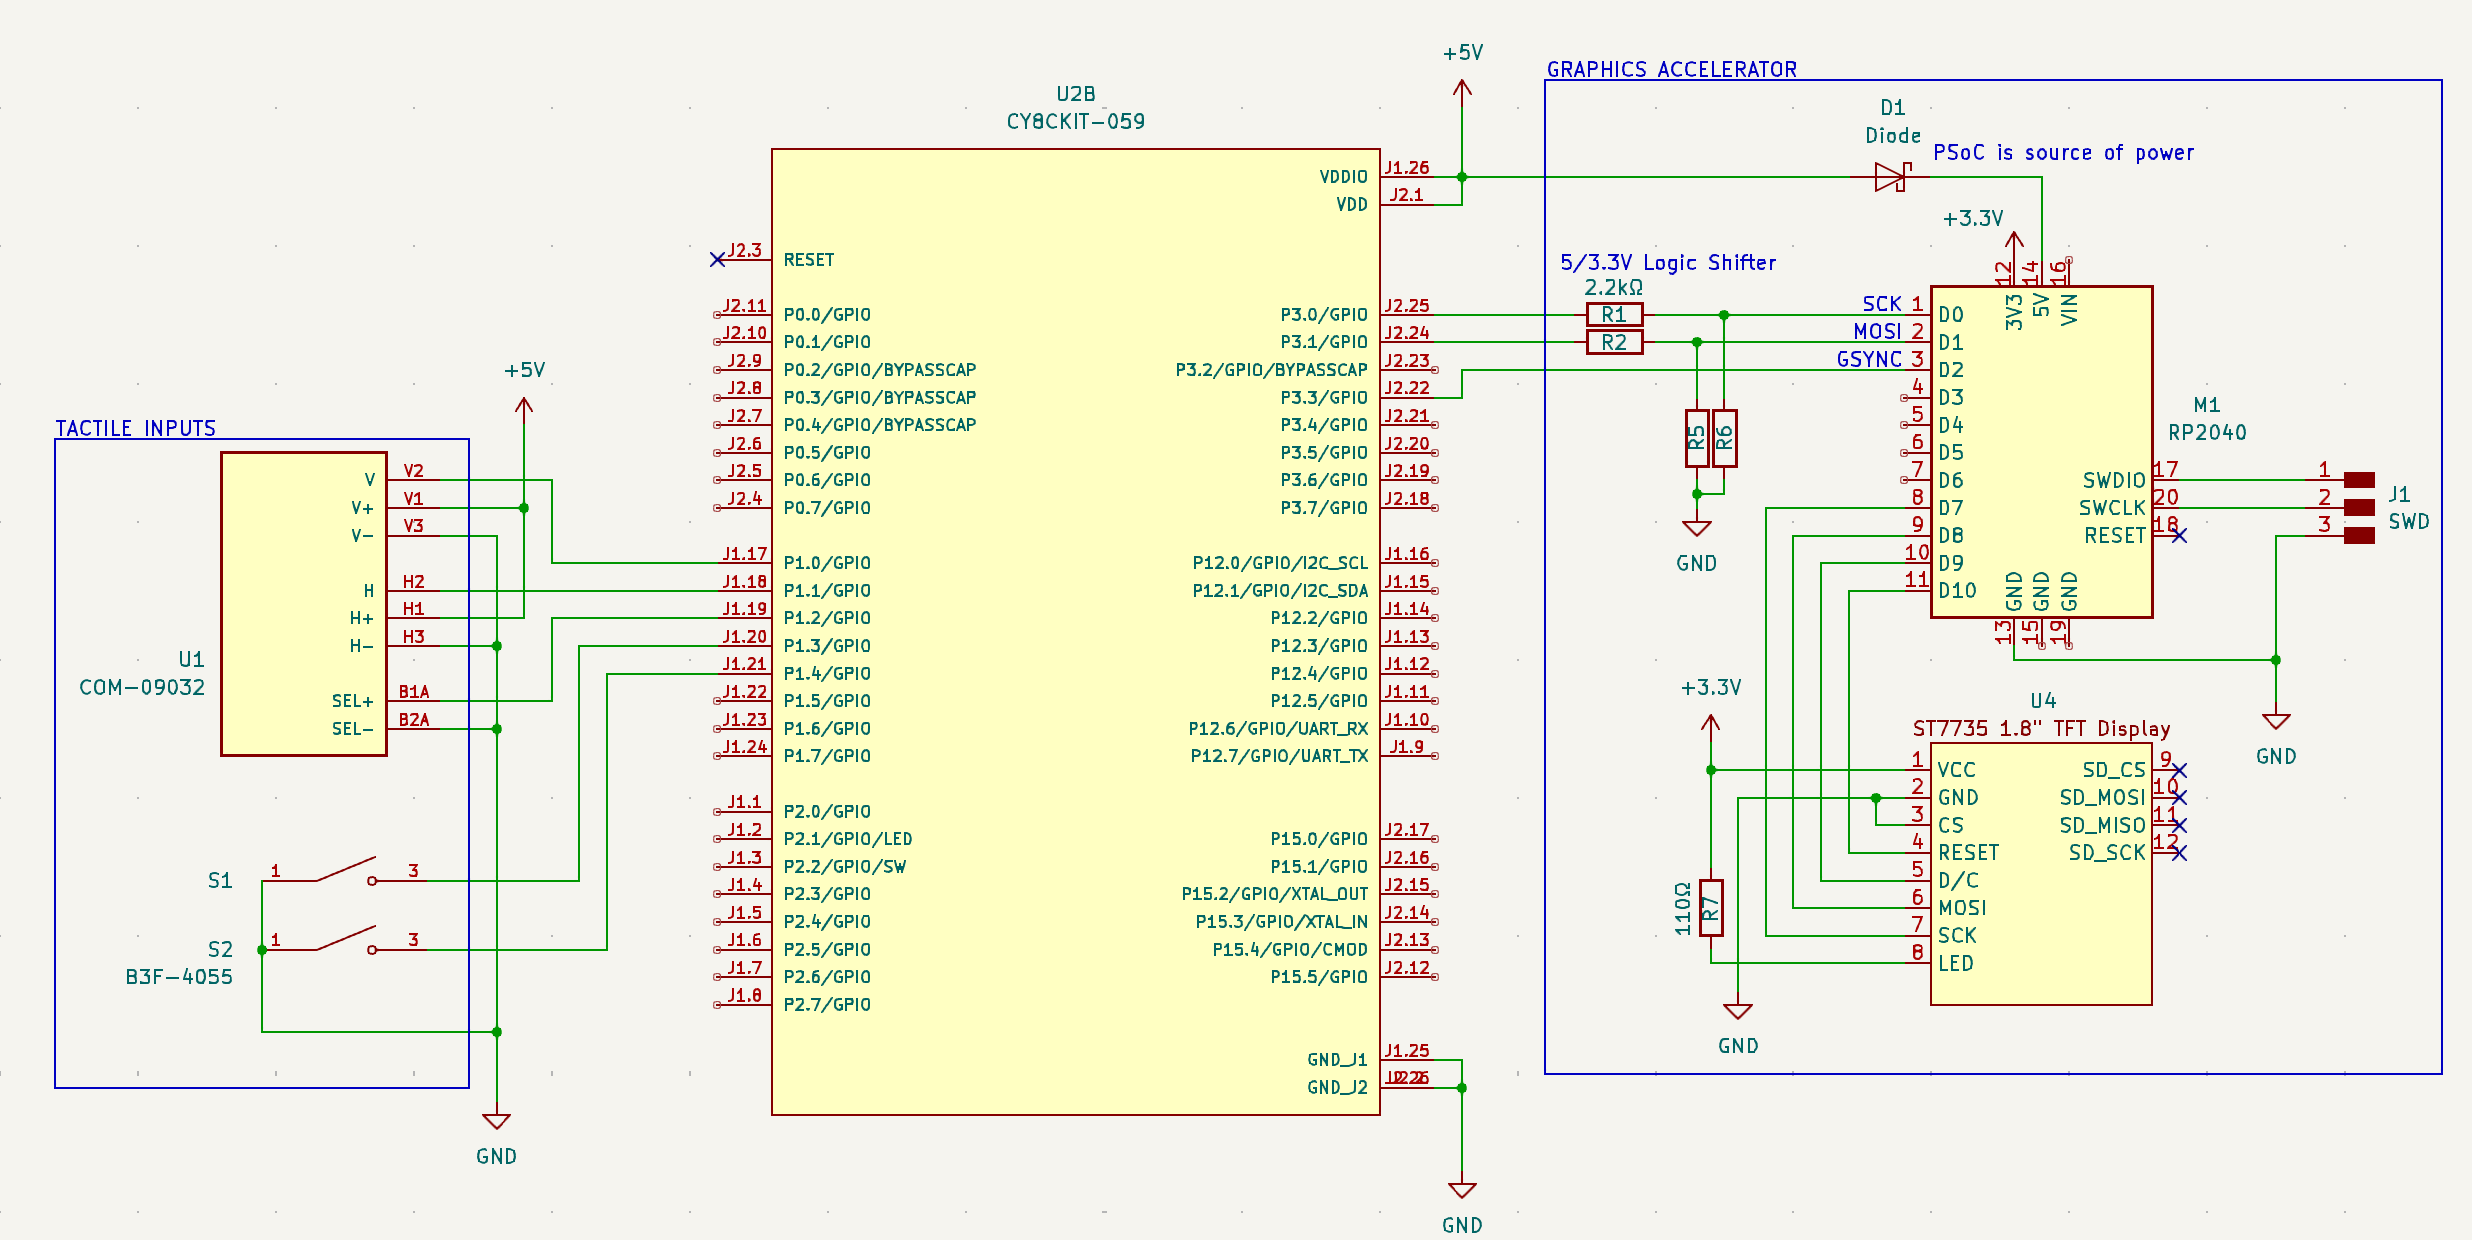 +5V
GRAPHICS ACCELERATOR
U2B
CY8CKIT-059
D1
Diode
PSoC is source of power
VDDIO J1.26
VDD J2.1
+3.3V
J2.3 RESET
5/3.3V Logic Shifter
2.2kΩ
12 14 16
3V3 5V VIN
J2.11 P0.0/GPIO
P3.0/GPIO J2.25
R1
SCK 1 D0
J2.10 P0.1/GPIO
P3.1/GPIO J2.24
R2
MOSI 2 D1
J2.9 P0.2/GPIO/BYPASSCAP
P3.2/GPIO/BYPASSCAP J2.23
GSYNC 3 D2
J2.8 P0.3/GPIO/BYPASSCAP
P3.3/GPIO J2.22
4 D3
J2.7 P0.4/GPIO/BYPASSCAP
P3.4/GPIO J2.21
5 D4
J2.6 P0.5/GPIO
P3.5/GPIO J2.20
6 D5
J2.5 P0.6/GPIO
P3.6/GPIO J2.19
7 D6
J2.4 P0.7/GPIO
P3.7/GPIO J2.18
8 D7
9 D8
10 D9
11 D10
R5 R6
GND
M1
RP2040
SWDIO 17
SWCLK 20
RESET 18
1
2
3
J1
SWD
GND GND GND
13 15 19
GND
+5V
TACTILE INPUTS
V V2
V+ V1
V- V3
H H2
H+ H1
H- H3
SEL+ B1A
SEL- B2A
U1
COM-09032
J1.17 P1.0/GPIO
J1.18 P1.1/GPIO
J1.19 P1.2/GPIO
J1.20 P1.3/GPIO
J1.21 P1.4/GPIO
J1.22 P1.5/GPIO
J1.23 P1.6/GPIO
J1.24 P1.7/GPIO
P12.0/GPIO/I2C_SCL J1.16
P12.1/GPIO/I2C_SDA J1.15
P12.2/GPIO J1.14
P12.3/GPIO J1.13
P12.4/GPIO J1.12
P12.5/GPIO J1.11
P12.6/GPIO/UART_RX J1.10
P12.7/GPIO/UART_TX J1.9
J1.1 P2.0/GPIO
J1.2 P2.1/GPIO/LED
J1.3 P2.2/GPIO/SW
J1.4 P2.3/GPIO
J1.5 P2.4/GPIO
J1.6 P2.5/GPIO
J1.7 P2.6/GPIO
J1.8 P2.7/GPIO
P15.0/GPIO J2.17
P15.1/GPIO J2.16
P15.2/GPIO/XTAL_OUT J2.15
P15.3/GPIO/XTAL_IN J2.14
P15.4/GPIO/CMOD J2.13
P15.5/GPIO J2.12
GND_J1 J1.25
GND_J2
GND
S1 1 3
S2 1 3
B3F-4055
GND
+3.3V
U4
ST7735 1.8" TFT Display
1 VCC
2 GND
3 CS
4 RESET
5 D/C
6 MOSI
7 SCK
8 LED
SD_CS 9
SD_MOSI 10
SD_MISO 11
SD_SCK 12
110Ω
R7
GND